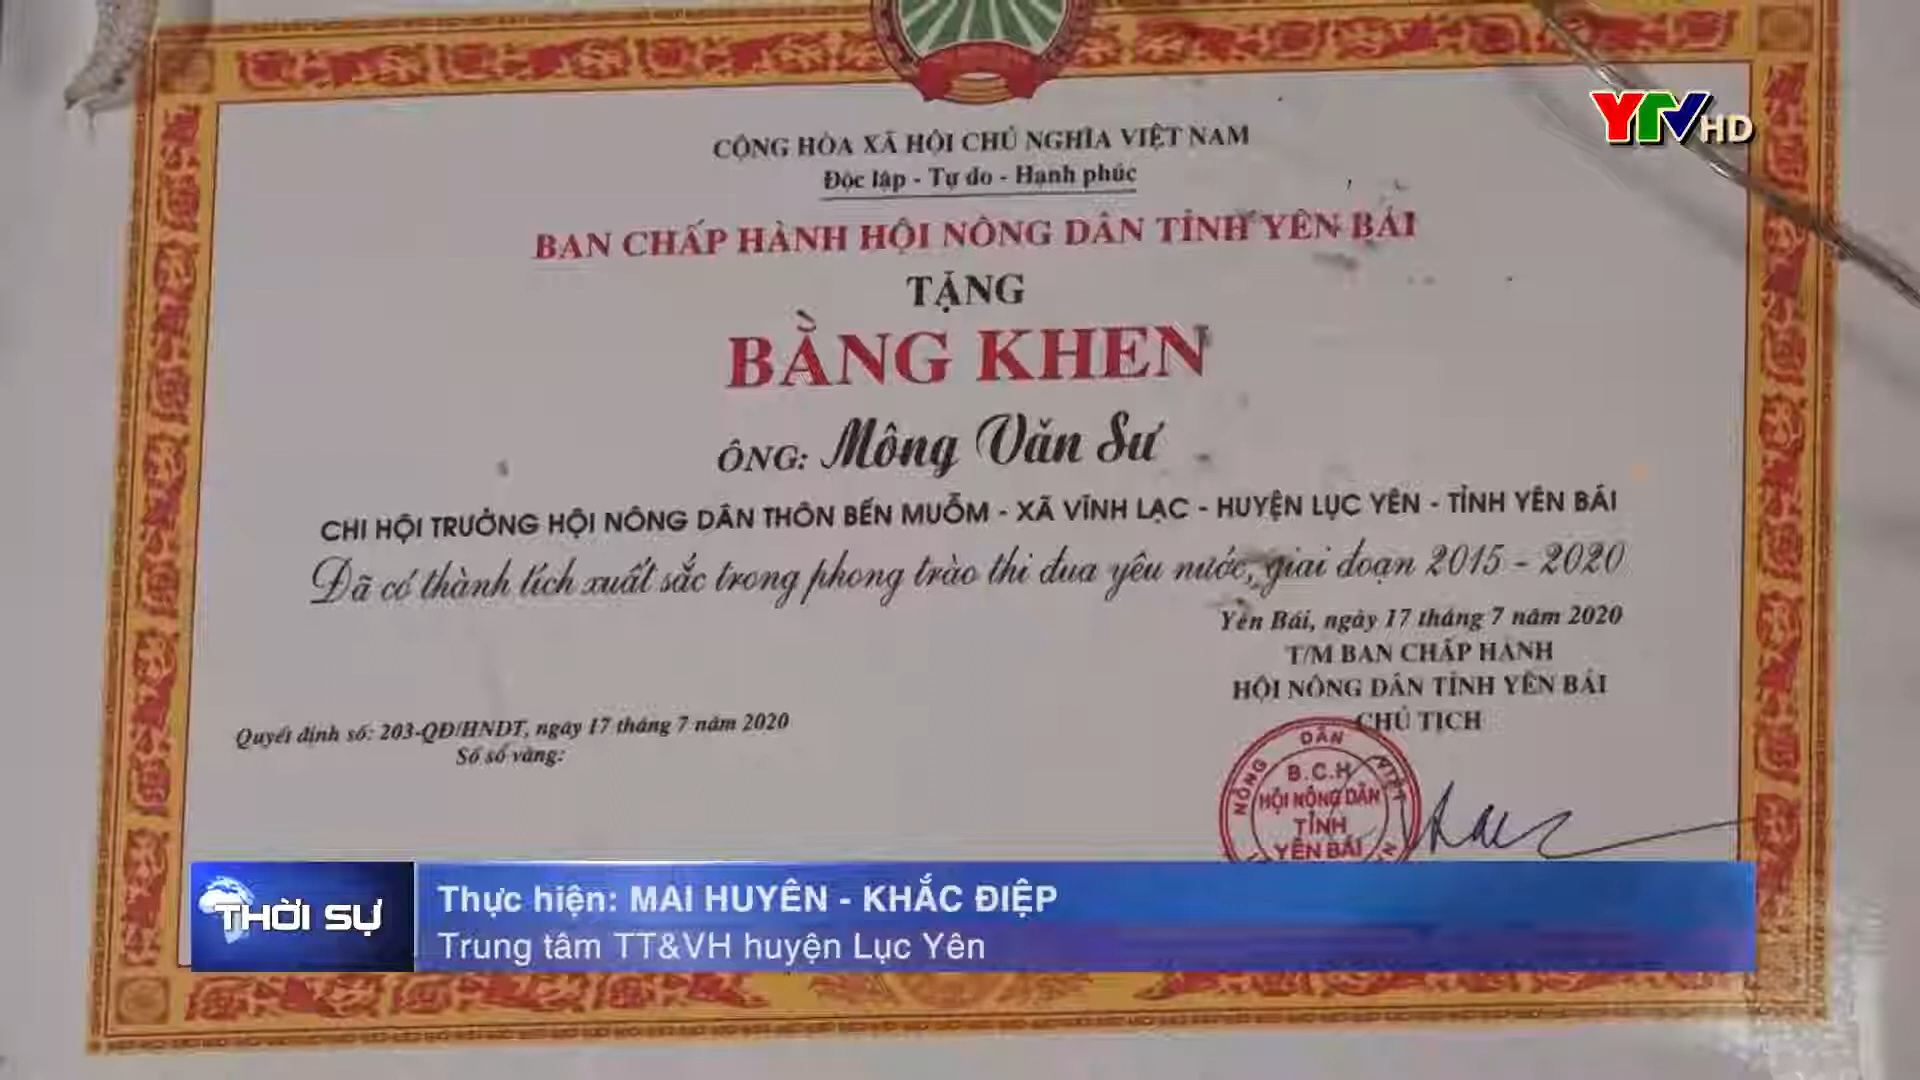 YTV HD
CỘNG HÒA XÃ HỘI CHỦ NGHĨA VIỆT NAM
Độc lập - Tự do - Hạnh phúc
BAN CHẤP HÀNH HỘI NÔNG DÂN TỈNH YÊN BÁI
TẶNG
BẰNG KHEN
ÔNG: Mông Văn Sư
CHI HỘI TRƯỞNG HỘI NÔNG DÂN THÔN BẾN MUỖM - XÃ VĨNH LẠC - HUYỆN LỤC YÊN - TỈNH YÊN BÁI
Đã có thành tích xuất sắc trong phong trào thi đua yêu nước, giai đoạn 2015 - 2020
Yên Bái, ngày 17 tháng 7 năm 2020
T/M BAN CHẤP HÀNH
HỘI NÔNG DÂN TỈNH YÊN BÁI
CHỦ TỊCH
Quyết định số: 203-QĐ/HNDT, ngày 17 tháng 7 năm 2020
Số sổ vàng:
NÔNG DÂN VIỆT
B.C.H
HỘI NÔNG DÂN
TỈNH
YÊN BÁI
THỜI SỰ
Thực hiện: MAI HUYÊN - KHẮC ĐIỆP
Trung tâm TT&VH huyện Lục Yên